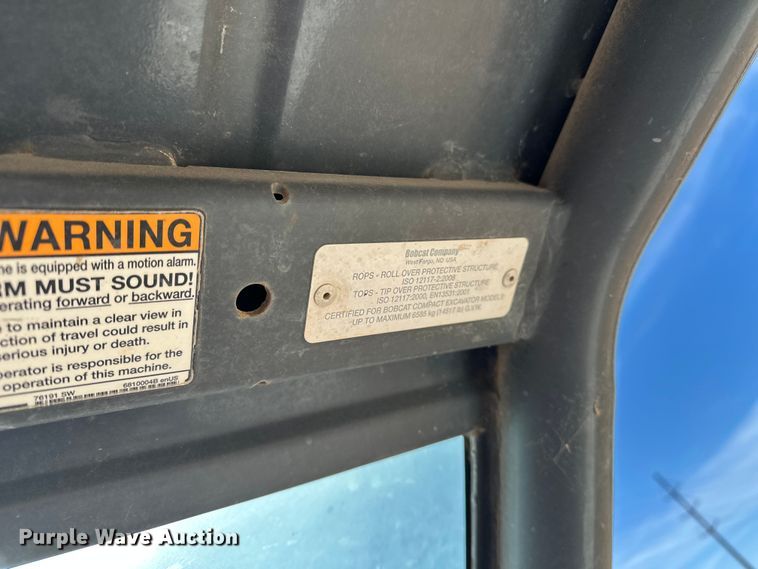 WARNING
ne is equipped with a motion alarm.
RM MUST SOUND!
erating forward or backward.
e to maintain a clear view in
ction of travel could result in
serious injury or death.
erator is responsible for the
operation of this machine.
6810004B enUS
76191 SW
Bobcat Company
West Fargo, ND USA
ROPS - ROLL OVER PROTECTIVE STRUCTURE
ISO 12117-2:2008
TOPS - TIP OVER PROTECTIVE STRUCTURE
ISO 12117:2000, EN13531:2001
CERTIFIED FOR BOBCAT COMPACT EXCAVATOR MODELS
UP TO MAXIMUM 6585 kg (14517 lb) G.V.W.
Purple Wave Auction